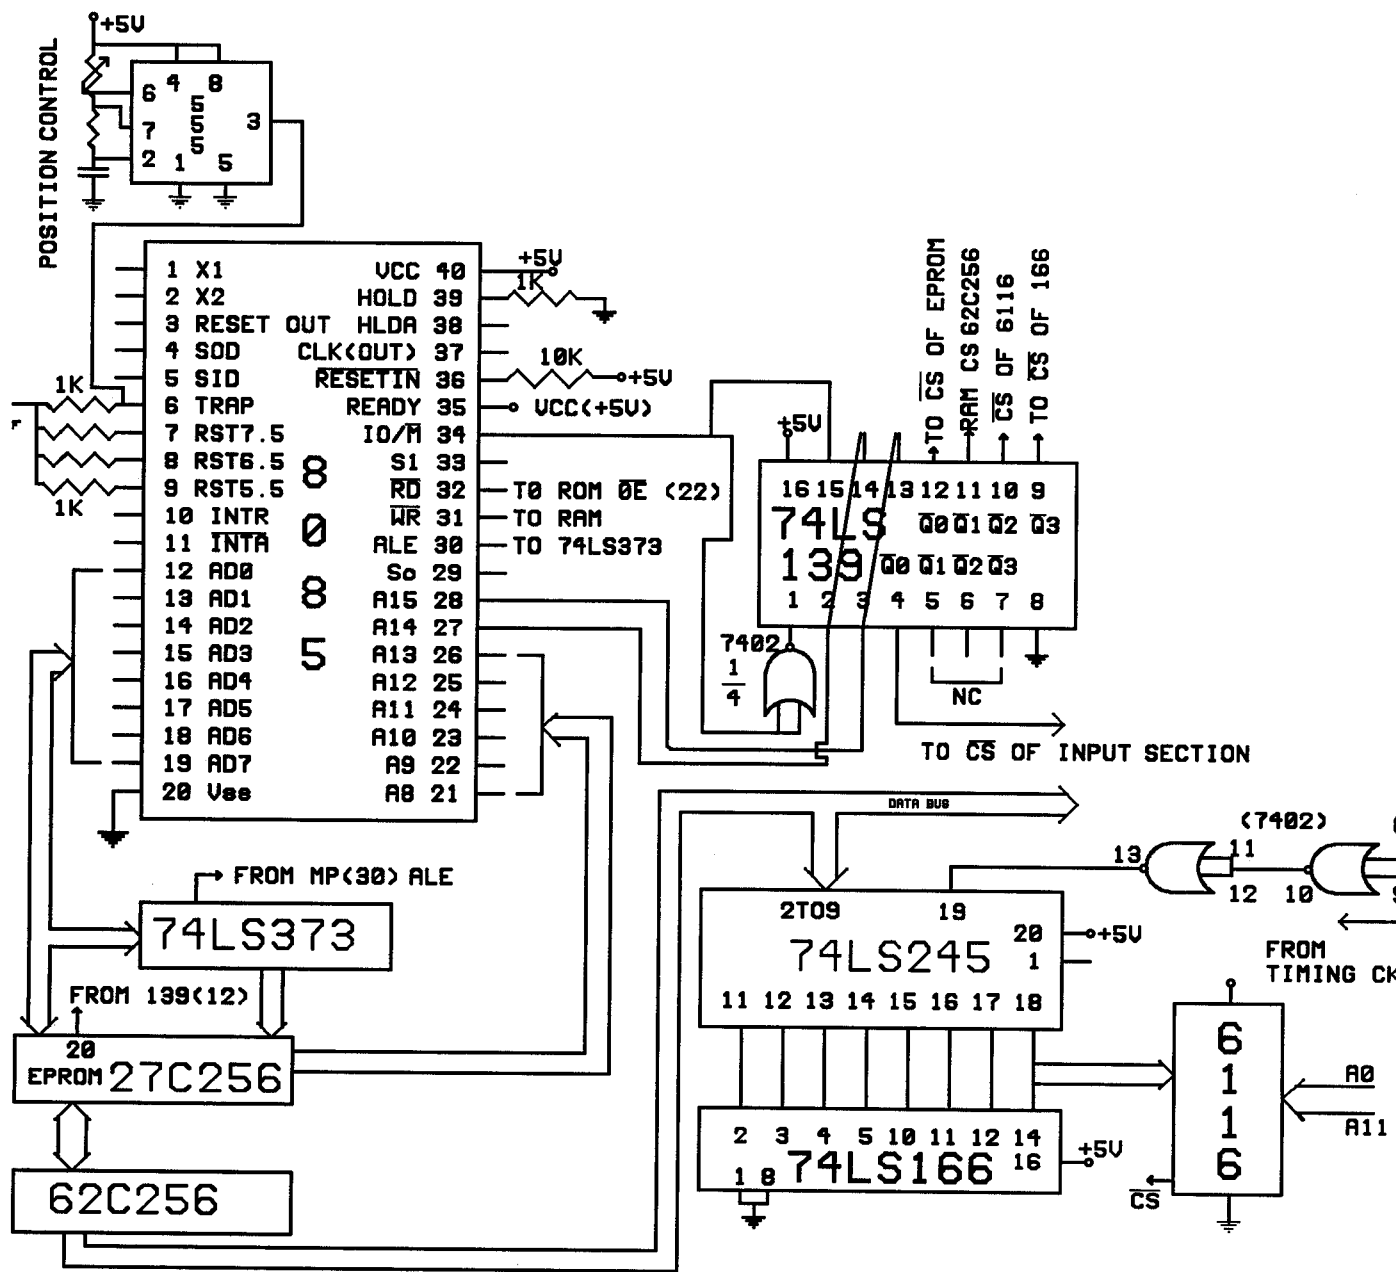 +5V
POSITION CONTROL
4 8
6
7
2
5555
3
1 5
1 X1
2 X2
3 RESET OUT
4 SOD
5 SID
6 TRAP
7 RST7.5
8 RST6.5
9 RST5.5
10 INTR
11 INTA
12 AD0
13 AD1
14 AD2
15 AD3
16 AD4
17 AD5
18 AD6
19 AD7
20 Vss
8085
VCC 40
HOLD 39
HLDA 38
CLK(OUT) 37
RESETIN 36
READY 35
IO/M 34
S1 33
RD 32
WR 31
ALE 30
So 29
A15 28
A14 27
A13 26
A12 25
A11 24
A10 23
A9 22
A8 21
1K
1K
+5V
1K
10K
+5V
VCC(+5V)
TO ROM OE (22)
TO RAM
TO 74LS373
TO CS OF EPROM
RAM CS 62C256
CS OF 6116
TO CS OF 166
+5V
16 15 14 13 12 11 10 9
74LS
139
Q0 Q1 Q2 Q3
Q0 Q1 Q2 Q3
1 2 3 4 5 6 7 8
7402
1
4
NC
TO CS OF INPUT SECTION
DATA BUS
(7402)
13
11
12
10
FROM
TIMING CK
FROM MP(30) ALE
74LS373
FROM 139(12)
20
EPROM 27C256
62C256
2TO9
19
20
+5V
74LS245
1
11 12 13 14 15 16 17 18
2 3 4 5 10 11 12 14
74LS166
16
+5V
1 8
6116
A0
A11
CS